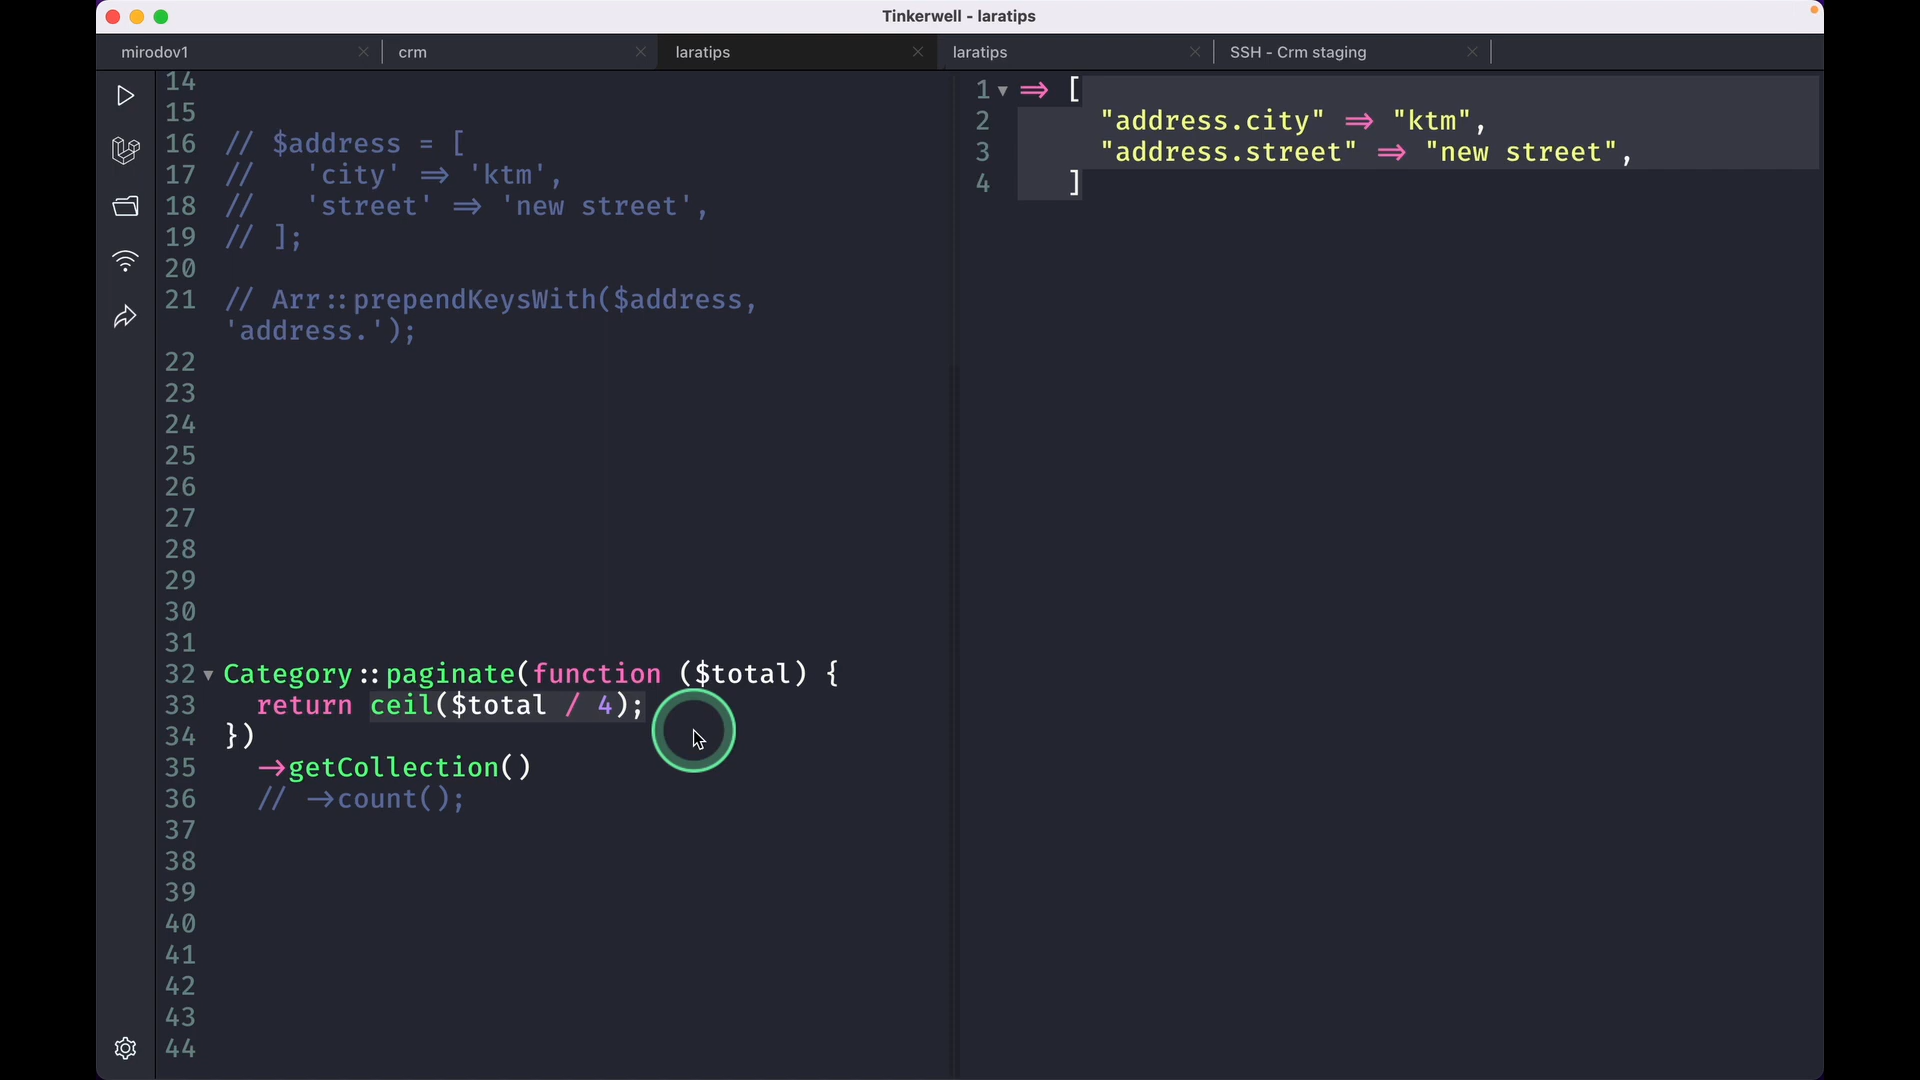 Tinkerwell - laratips
mirodov1
crm
laratips
laratips
SSH - Crm staging
14
15
16 // $address = [
17 //   'city' => 'ktm',
18 //   'street' => 'new street',
19 // ];
20
21 // Arr::prependKeysWith($address,
'address.');
22
23
24
25
26
27
28
29
30
31
32 Category::paginate(function ($total) {
33   return ceil($total / 4);
34 })
35   ->getCollection()
36   // ->count();
37
38
39
40
41
42
43
44
1 => [
2      "address.city" => "ktm",
3      "address.street" => "new street",
4    ]